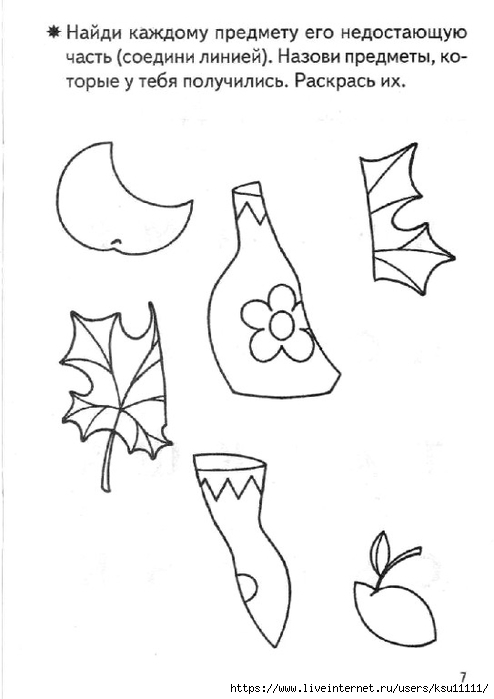 ✷ Найди каждому предмету его недостающую
часть (соедини линией). Назови предметы, ко-
торые у тебя получились. Раскрась их.
7
https://www.liveinternet.ru/users/ksu11111/